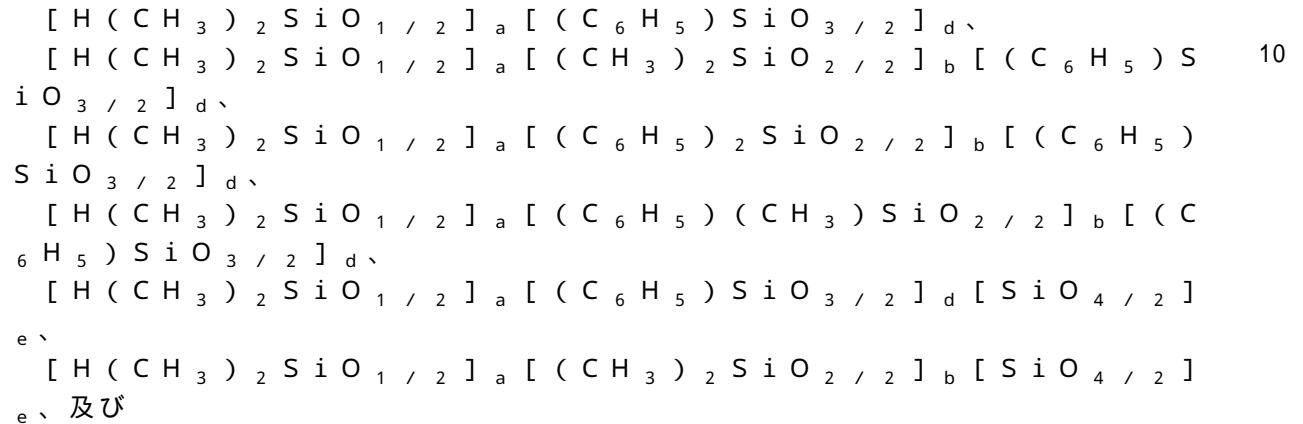 [H(CH₃)₂SiO₁/₂]ₐ[(C₆H₅)SiO₃/₂]d、
[H(CH₃)₂SiO₁/₂]ₐ[(CH₃)₂SiO₂/₂]b[(C₆H₅)S 10
iO₃/₂]d、
[H(CH₃)₂SiO₁/₂]ₐ[(C₆H₅)₂SiO₂/₂]b[(C₆H₅)
SiO₃/₂]d、
[H(CH₃)₂SiO₁/₂]ₐ[(C₆H₅)(CH₃)SiO₂/₂]b[(C
₆H₅)SiO₃/₂]d、
[H(CH₃)₂SiO₁/₂]ₐ[(C₆H₅)SiO₃/₂]d[SiO₄/₂]
ₑ、
[H(CH₃)₂SiO₁/₂]ₐ[(CH₃)₂SiO₂/₂]b[SiO₄/₂]
ₑ、及び